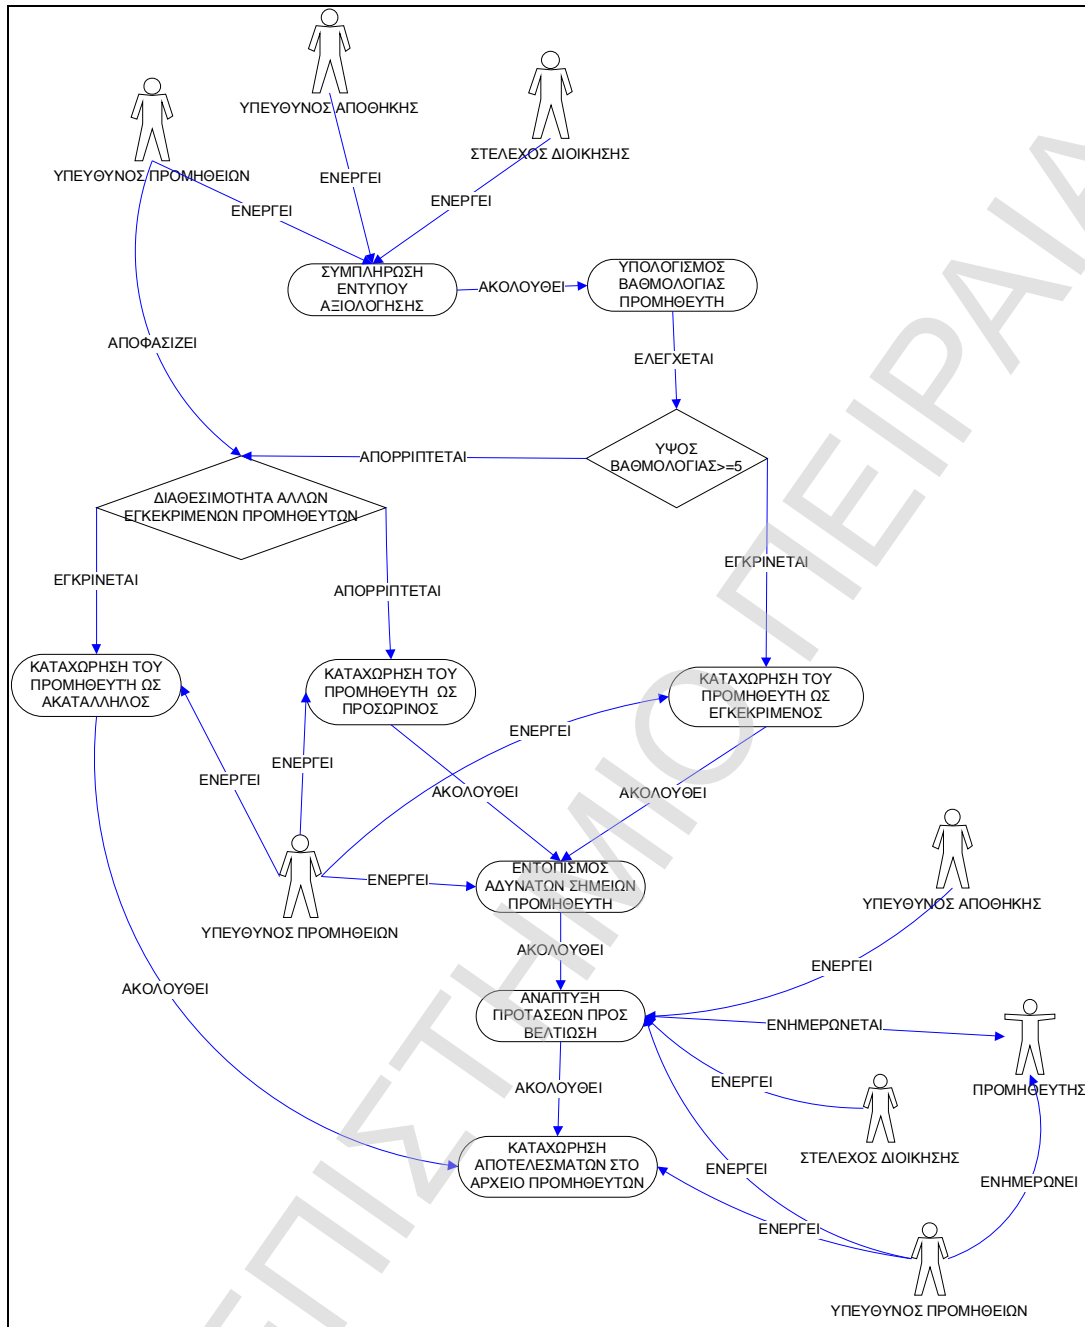 ΥΠΕΥΘΥΝΟΣ ΑΠΟΘΗΚΗΣ
ΣΤΕΛΕΧΟΣ ΔΙΟΙΚΗΣΗΣ
ΥΠΕΥΘΥΝΟΣ ΠΡΟΜΗΘΕΙΩΝ
ΕΝΕΡΓΕΙ
ΕΝΕΡΓΕΙ
ΕΝΕΡΓΕΙ
ΣΥΜΠΛΗΡΩΣΗ
ΕΝΤΥΠΟΥ
ΑΞΙΟΛΟΓΗΣΗΣ
ΑΚΟΛΟΥΘΕΙ
ΥΠΟΛΟΓΙΣΜΟΣ
ΒΑΘΜΟΛΟΓΙΑΣ
ΠΡΟΜΗΘΕΥΤΗ
ΑΠΟΦΑΣΙΖΕΙ
ΕΛΕΓΧΕΤΑΙ
ΥΨΟΣ
ΒΑΘΜΟΛΟΓΙΑΣ>=5
ΑΠΟΡΡΙΠΤΕΤΑΙ
ΔΙΑΘΕΣΙΜΟΤΗΤΑ ΑΛΛΩΝ
ΕΓΚΕΚΡΙΜΕΝΩΝ ΠΡΟΜΗΘΕΥΤΩΝ
ΕΓΚΡΙΝΕΤΑΙ
ΑΠΟΡΡΙΠΤΕΤΑΙ
ΕΓΚΡΙΝΕΤΑΙ
ΚΑΤΑΧΩΡΗΣΗ ΤΟΥ
ΠΡΟΜΗΘΕΥΤΉ ΩΣ
ΑΚΑΤΑΛΛΗΛΟΣ
ΚΑΤΑΧΩΡΗΣΗ ΤΟΥ
ΠΡΟΜΗΘΕΥΤΗ ΩΣ
ΠΡΟΣΩΡΙΝΟΣ
ΚΑΤΑΧΩΡΗΣΗ ΤΟΥ
ΠΡΟΜΗΘΕΥΤΗ ΩΣ
ΕΓΚΕΚΡΙΜΕΝΟΣ
ΕΝΕΡΓΕΙ
ΕΝΕΡΓΕΙ
ΕΝΕΡΓΕΙ
ΑΚΟΛΟΥΘΕΙ
ΑΚΟΛΟΥΘΕΙ
ΥΠΕΥΘΥΝΟΣ ΠΡΟΜΗΘΕΙΩΝ
ΕΝΕΡΓΕΙ
ΕΝΤΟΠΙΣΜΟΣ
ΑΔΥΝΑΤΩΝ ΣΗΜΕΙΩΝ
ΠΡΟΜΗΘΕΥΤΗ
ΥΠΕΥΘΥΝΟΣ ΑΠΟΘΗΚΗΣ
ΑΚΟΛΟΥΘΕΙ
ΑΚΟΛΟΥΘΕΙ
ΕΝΕΡΓΕΙ
ΑΝΑΠΤΥΞΗ
ΠΡΟΤΑΣΕΩΝ ΠΡΟΣ
ΒΕΛΤΙΩΣΗ
ΕΝΗΜΕΡΩΝΕΤΑΙ
ΠΡΟΜΗΘΕΥΤΗΣ
ΑΚΟΛΟΥΘΕΙ
ΕΝΕΡΓΕΙ
ΣΤΕΛΕΧΟΣ ΔΙΟΙΚΗΣΗΣ
ΚΑΤΑΧΩΡΗΣΗ
ΑΠΟΤΕΛΕΣΜΑΤΩΝ ΣΤΟ
ΑΡΧΕΙΟ ΠΡΟΜΗΘΕΥΤΩΝ
ΕΝΕΡΓΕΙ
ΕΝΗΜΕΡΩΝΕΙ
ΕΝΕΡΓΕΙ
ΥΠΕΥΘΥΝΟΣ ΠΡΟΜΗΘΕΙΩΝ
ΕΠΙΣΤΗΜΙΟ ΠΕΙΡΑΙΑ